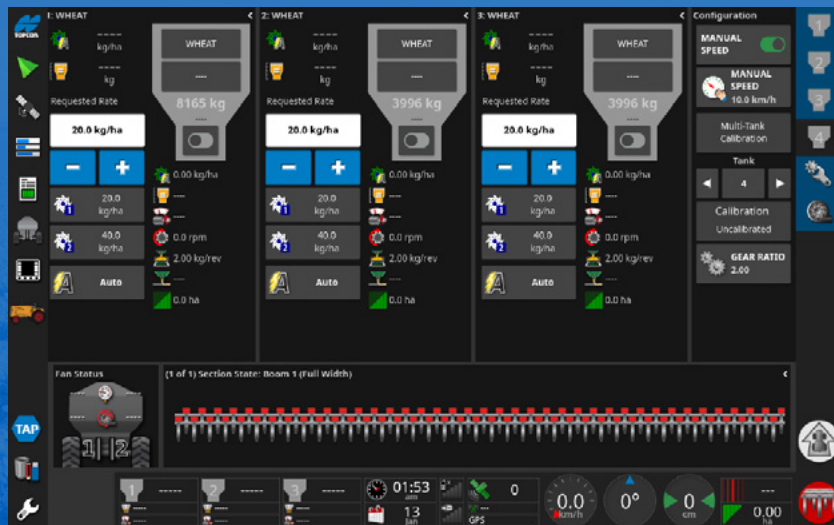 TOPCON
1: WHEAT
----
kg/ha
----
kg
WHEAT
----
8165 kg
Requested Rate
20.0 kg/ha
20.0
kg/ha
40.0
kg/ha
Auto
0.00 kg/ha
----
----
0.0 rpm
2.00 kg/rev
----
0.0 ha
2: WHEAT
----
kg/ha
----
kg
WHEAT
----
3996 kg
Requested Rate
20.0 kg/ha
20.0
kg/ha
40.0
kg/ha
Auto
0.00 kg/ha
----
----
0.0 rpm
2.00 kg/rev
----
0.0 ha
3: WHEAT
----
kg/ha
----
kg
WHEAT
----
3996 kg
Requested Rate
20.0 kg/ha
20.0
kg/ha
40.0
kg/ha
Auto
0.00 kg/ha
----
----
0.0 rpm
2.00 kg/rev
----
0.0 ha
Configuration
MANUAL
SPEED
MANUAL
SPEED
10.0 km/h
Multi-Tank
Calibration
Tank
4
Calibration
Uncalibrated
GEAR RATIO
2.00
1
2
3
4
Fan Status
1 2
(1 of 1) Section State: Boom 1 (Full Width)
TAP
1 -----
2 -----
3 -----
01:53
am
13
Jan
0
GPS
0.0
km/h
0°
0
cm
---
0.00
ha